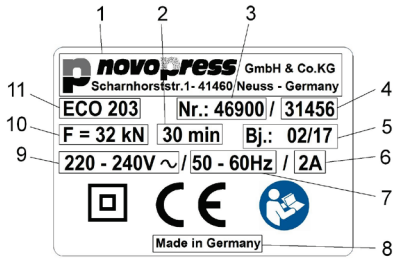 1
2
3
novopress GmbH & Co.KG
Scharnhorststr.1- 41460 Neuss - Germany
4
11
ECO 203 Nr.: 46900 / 31456
10
F = 32 kN 30 min Bj.: 02/17
5
9
220 - 240V ~ / 50 - 60Hz / 2A
6
7
CE
Made in Germany
8